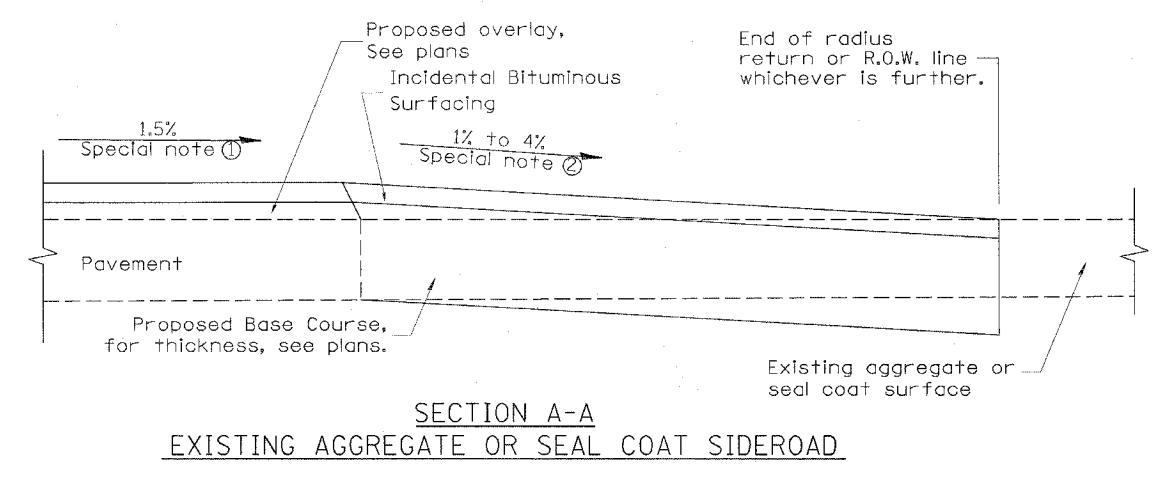 Proposed overlay,
See plans
Incidental Bituminous
Surfacing
End of radius
return or R.O.W. line
whichever is further.
1.5%
Special note ①
1% to 4%
Special note ②
Pavement
Proposed Base Course,
for thickness, see plans.
Existing aggregate or
seal coat surface
SECTION A-A
EXISTING AGGREGATE OR SEAL COAT SIDEROAD